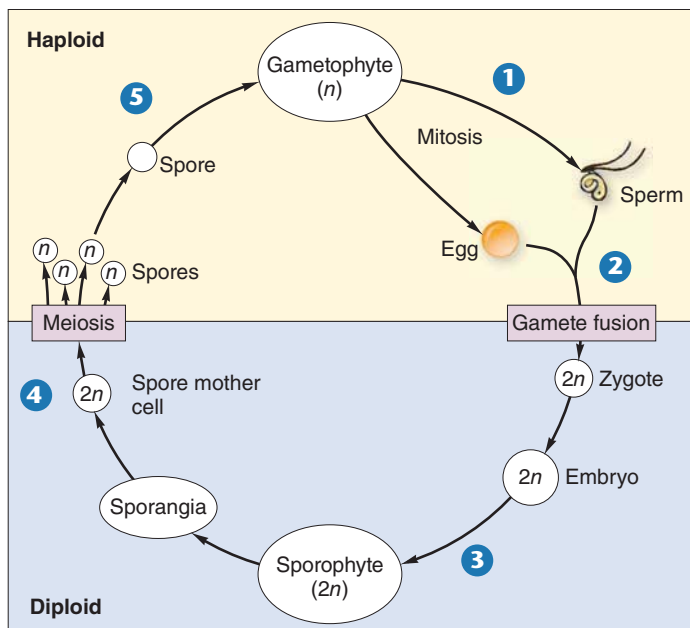 Haploid
Gametophyte
(n)
1
5
Mitosis
Spore
Sperm
Egg
2
n
n
n
n
Spores
Meiosis
Gamete fusion
4
2n
Spore mother
cell
2n
Zygote
2n
Embryo
Sporangia
3
Sporophyte
(2n)
Diploid